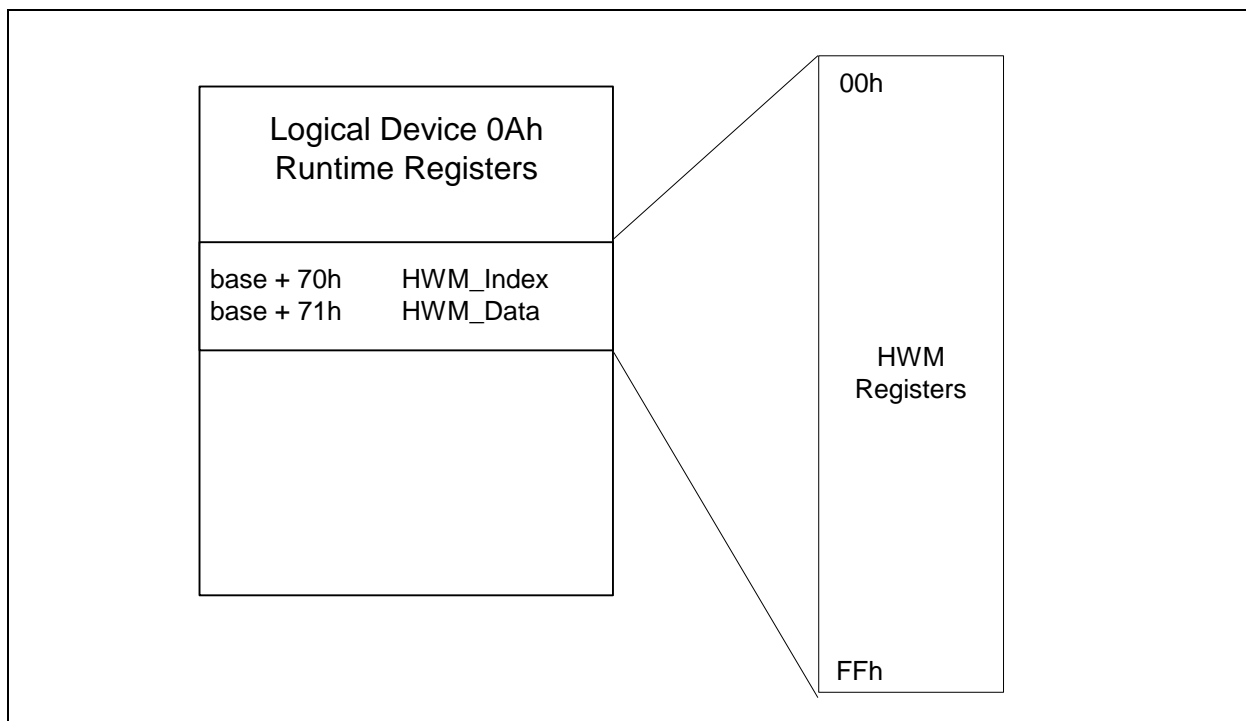 Logical Device 0Ah
Runtime Registers
base + 70h HWM_Index
base + 71h HWM_Data
00h
HWM
Registers
FFh